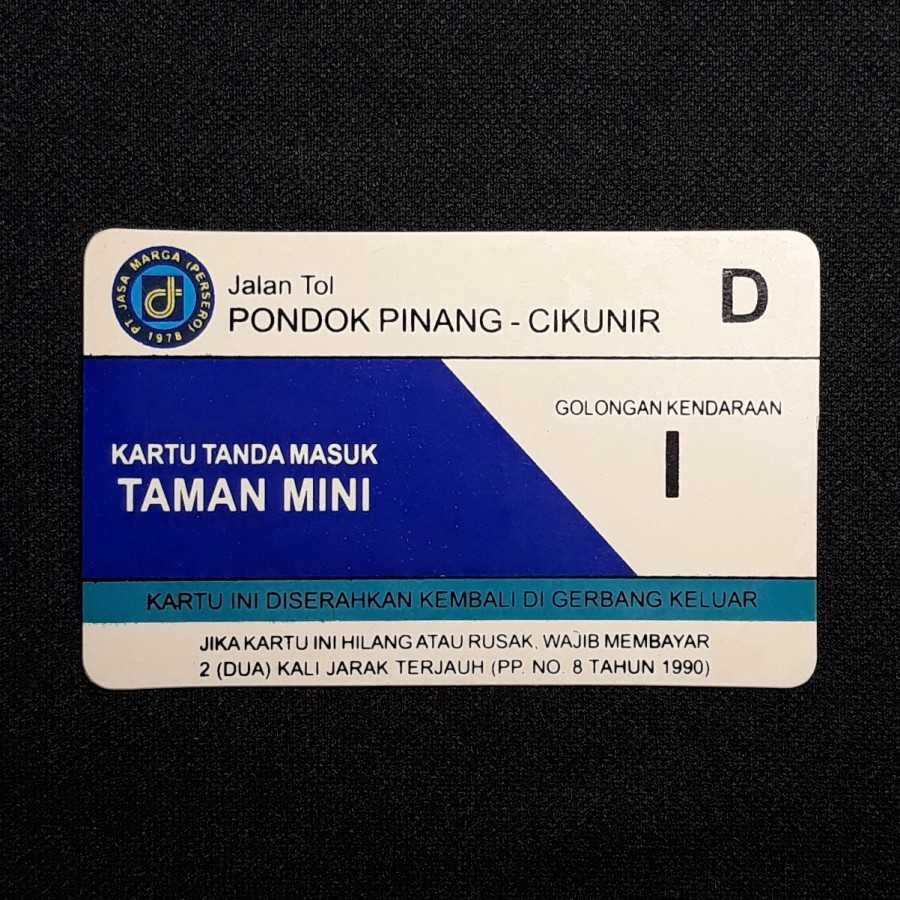 PT. JASA MARGA (PERSERO)
1978
Jalan Tol
PONDOK PINANG - CIKUNIR
D
GOLONGAN KENDARAAN
I
KARTU TANDA MASUK
TAMAN MINI
KARTU INI DISERAHKAN KEMBALI DI GERBANG KELUAR
JIKA KARTU INI HILANG ATAU RUSAK, WAJIB MEMBAYAR
2 (DUA) KALI JARAK TERJAUH (PP. NO. 8 TAHUN 1990)